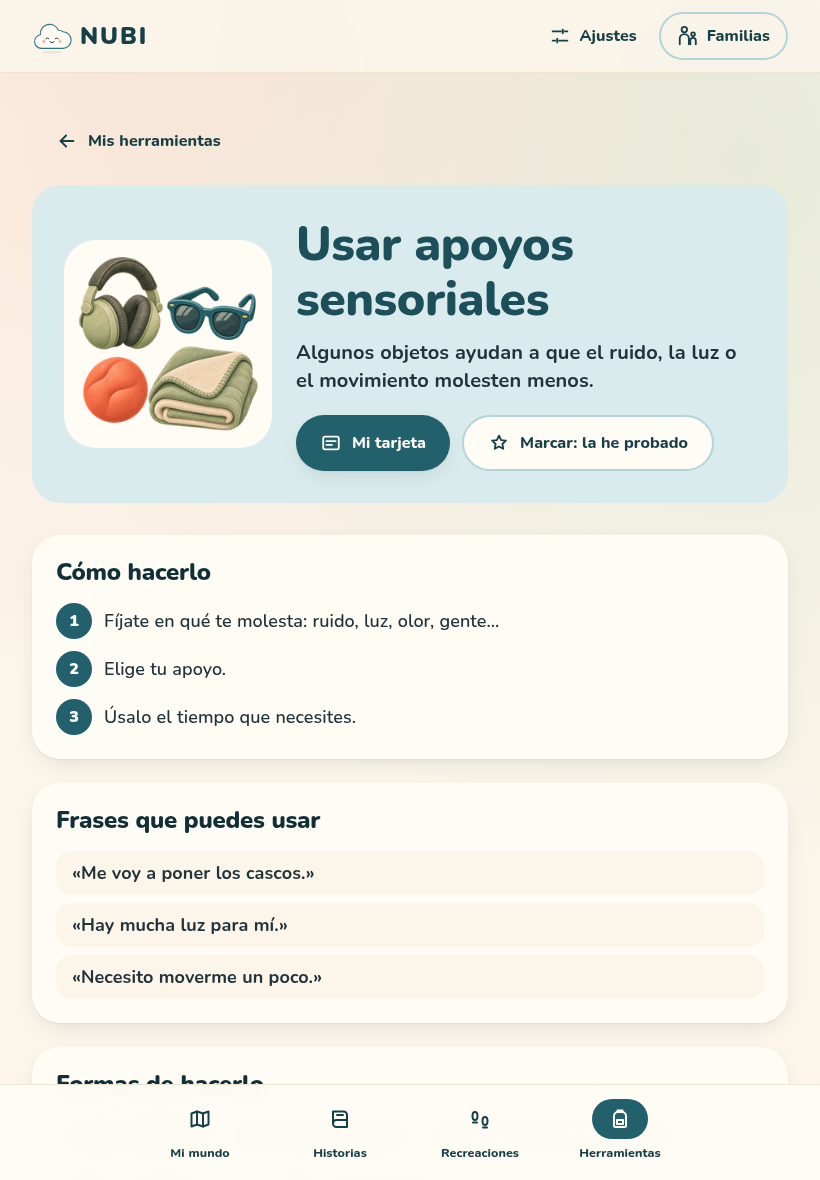 NUBI
Ajustes
Familias
Mis herramientas
Usar apoyos
sensoriales
Algunos objetos ayudan a que el ruido, la luz o
el movimiento molesten menos.
Mi tarjeta
Marcar: la he probado
Cómo hacerlo
1 Fíjate en qué te molesta: ruido, luz, olor, gente...
2 Elige tu apoyo.
3 Úsalo el tiempo que necesites.
Frases que puedes usar
«Me voy a poner los cascos.»
«Hay mucha luz para mí.»
«Necesito moverme un poco.»
Formas de hacerlo
Mi mundo
Historias
Recreaciones
Herramientas